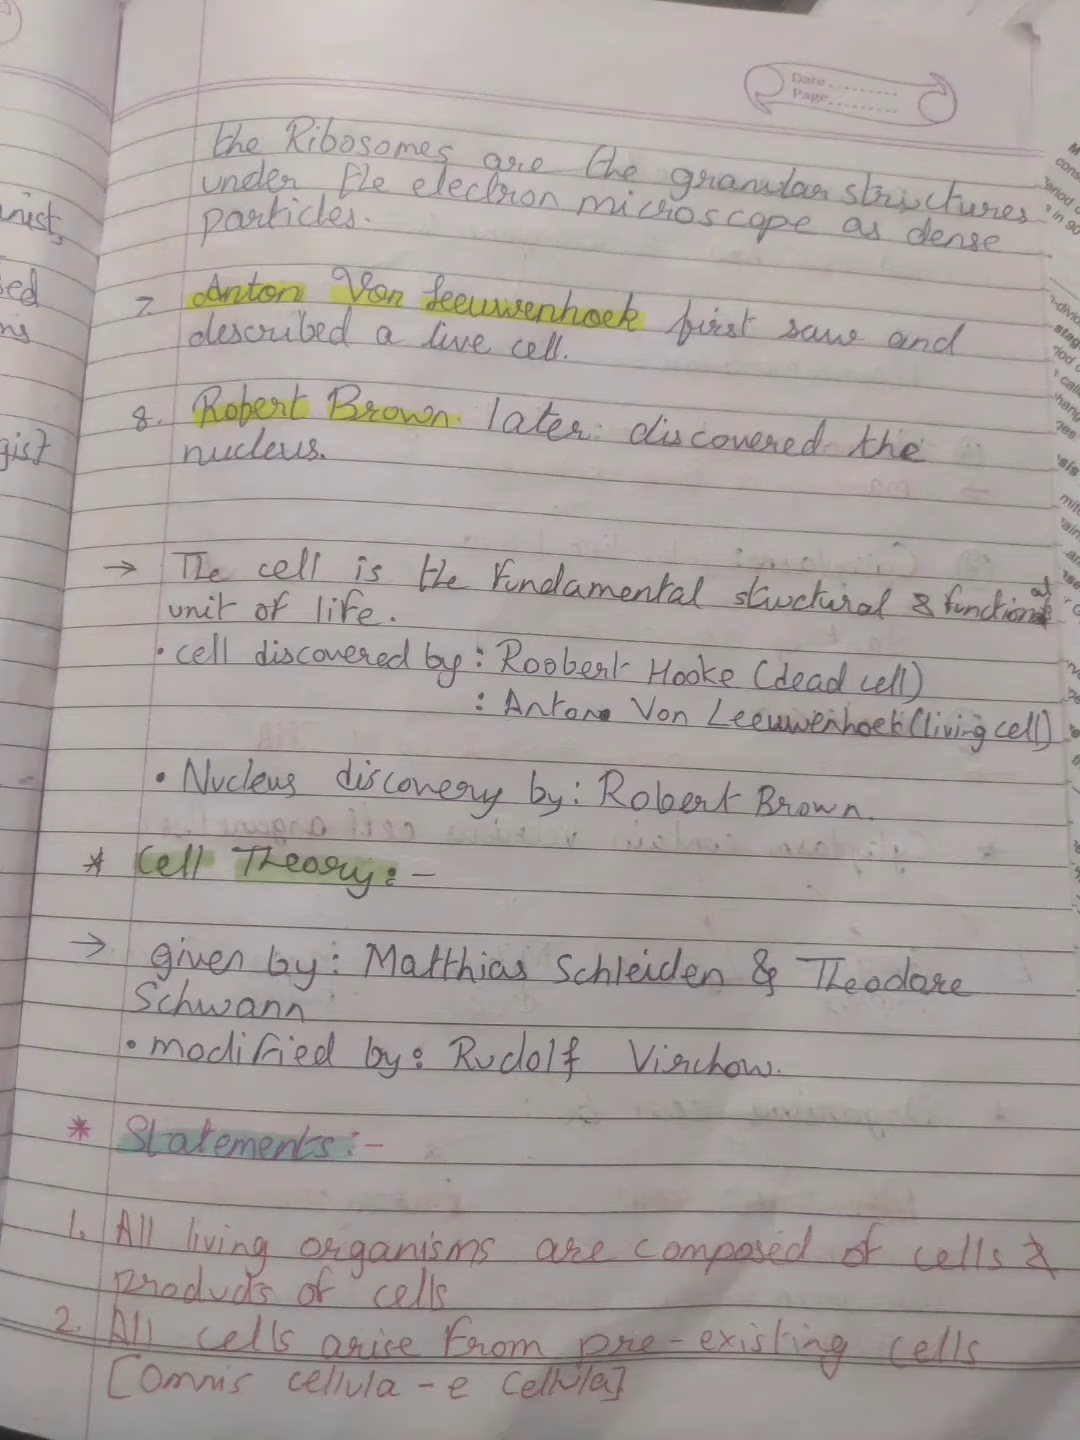 Date..........
Page..........
the Ribosomes are the granular structures
under the electron microscope as dense
particles.
7. Anton Von Leeuwenhoek first saw and
described a live cell.
8. Robert Brown. later discovered the
nucleus.
→ The cell is the fundamental structural & functional
unit of life.
• cell discovered by: Roobert Hooke (dead cell)
: Anton Von Leeuwenhoek (living cell)
• Nucleus discovery by: Robert Brown.
* Cell Theory:-
→ given by: Matthias Schleiden & Theodore
Schwann
• modified by: Rudolf Virchow.
* Statements:-
1. All living organisms are composed of cells &
products of cells
2. All cells arise from pre-existing cells
[Omnis cellula-e cellula]